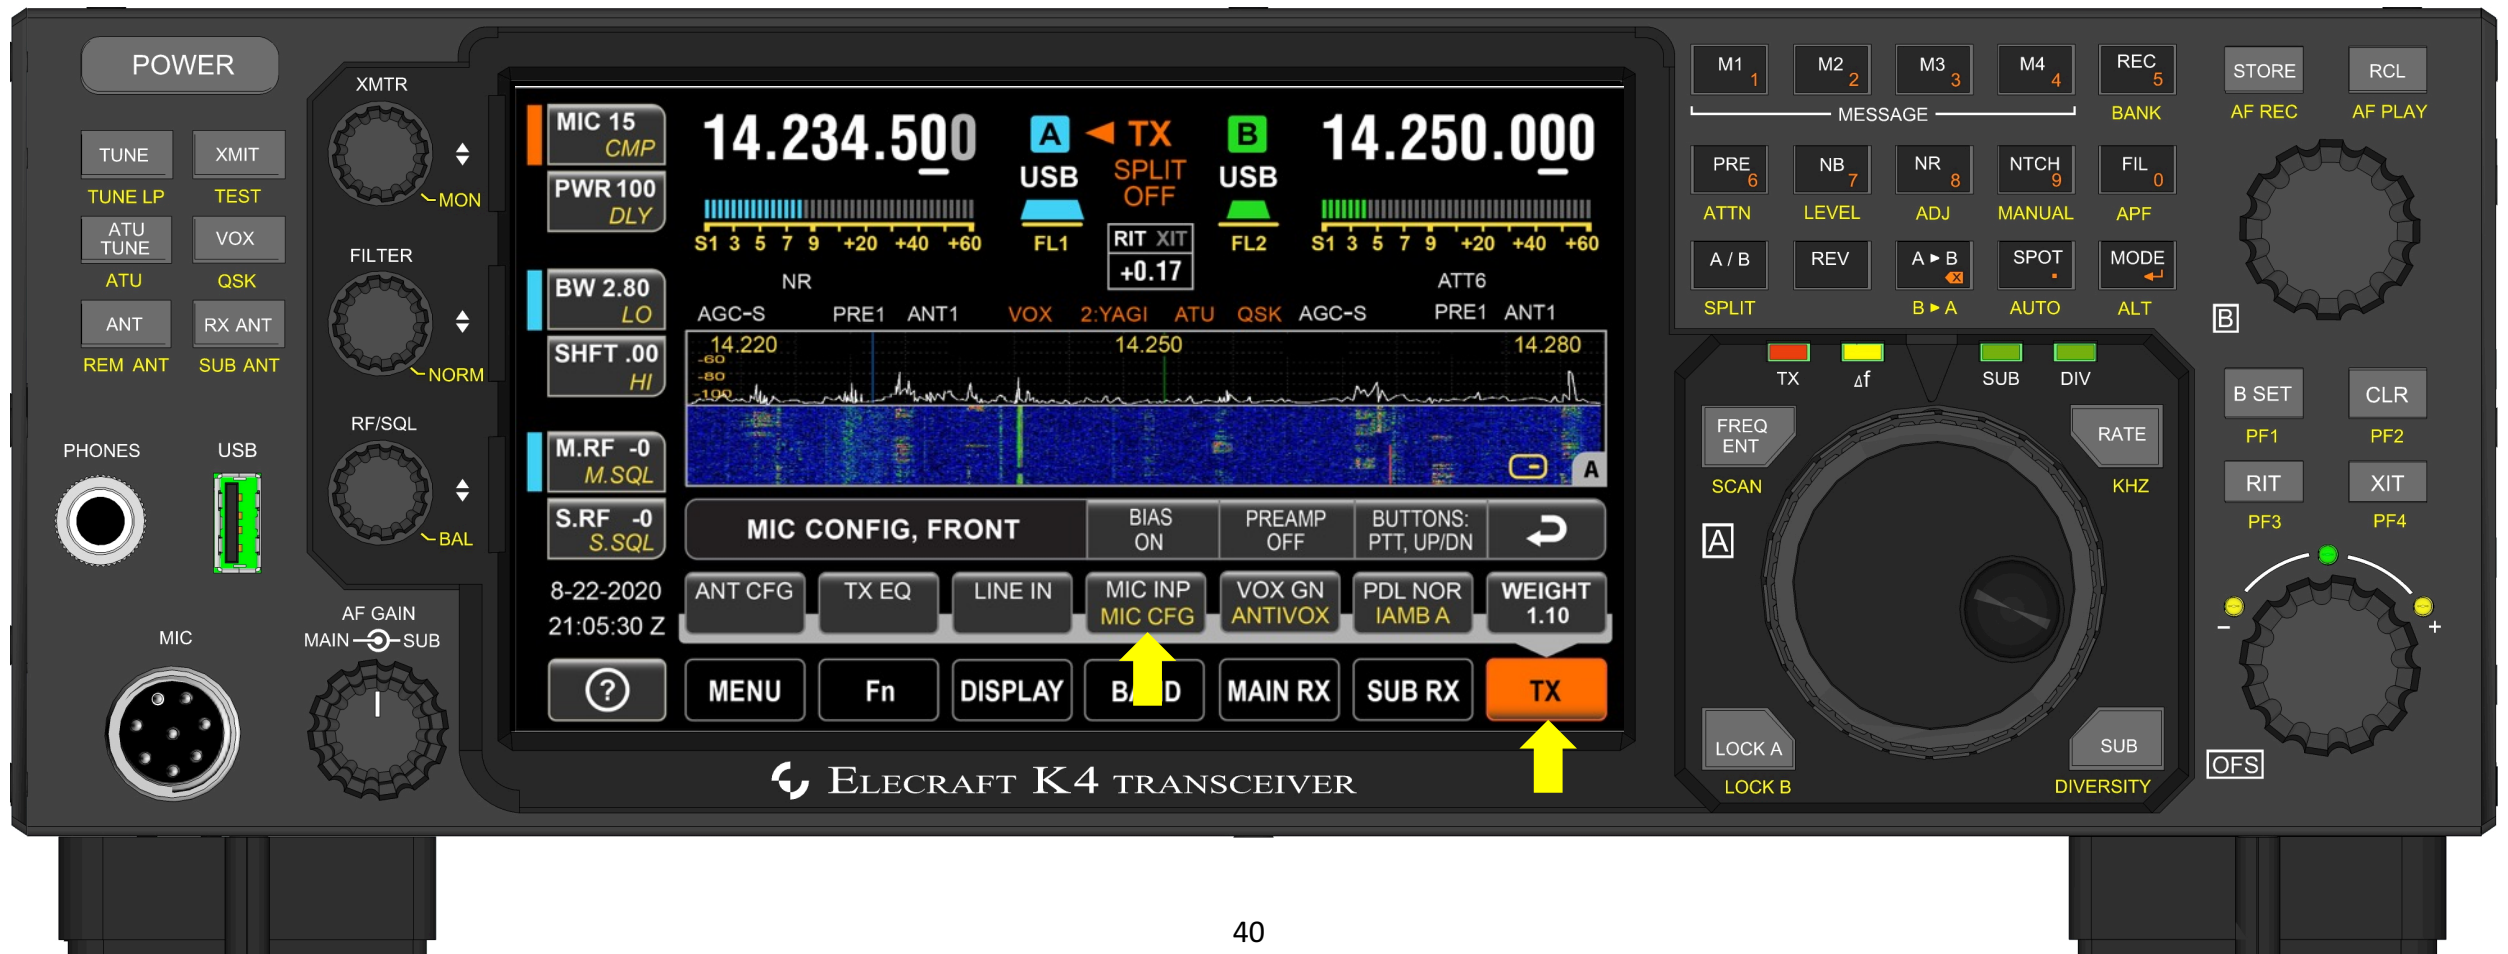 POWER
TUNE
XMIT
TUNE LP
TEST
ATU
TUNE
VOX
ATU
QSK
ANT
RX ANT
REM ANT
SUB ANT
PHONES
USB
MIC
XMTR
MON
FILTER
NORM
RF/SQL
BAL
AF GAIN
MAIN
SUB
MIC 15
CMP
PWR 100
DLY
BW 2.80
LO
SHFT .00
HI
M.RF -0
M.SQL
S.RF -0
S.SQL
8-22-2020
21:05:30 Z
?
14.234.500
A
TX
B
14.250.000
USB
SPLIT
OFF
USB
S1 3 5 7 9 +20 +40 +60
FL1
RIT XIT
+0.17
FL2
S1 3 5 7 9 +20 +40 +60
NR
ATT6
AGC-S
PRE1
ANT1
VOX
2:YAGI
ATU
QSK
AGC-S
PRE1
ANT1
14.220
14.250
14.280
-60
-80
-100
A
MIC CONFIG, FRONT
BIAS
ON
PREAMP
OFF
BUTTONS:
PTT, UP/DN
ANT CFG
TX EQ
LINE IN
MIC INP
MIC CFG
VOX GN
ANTIVOX
PDL NOR
IAMB A
WEIGHT
1.10
MENU
Fn
DISPLAY
MAIN RX
SUB RX
TX
ELECRAFT K4 TRANSCEIVER
M1 1
M2 2
M3 3
M4 4
REC 5
MESSAGE
BANK
PRE 6
NB 7
NR 8
NTCH 9
FIL 0
ATTN
LEVEL
ADJ
MANUAL
APF
A / B
REV
A ▸ B
SPOT .
MODE
SPLIT
B ▸ A
AUTO
ALT
STORE
RCL
AF REC
AF PLAY
B
TX
Δf
SUB
DIV
FREQ
ENT
RATE
SCAN
KHZ
A
LOCK A
SUB
LOCK B
DIVERSITY
B SET
CLR
PF1
PF2
RIT
XIT
PF3
PF4
−
+
OFS
40